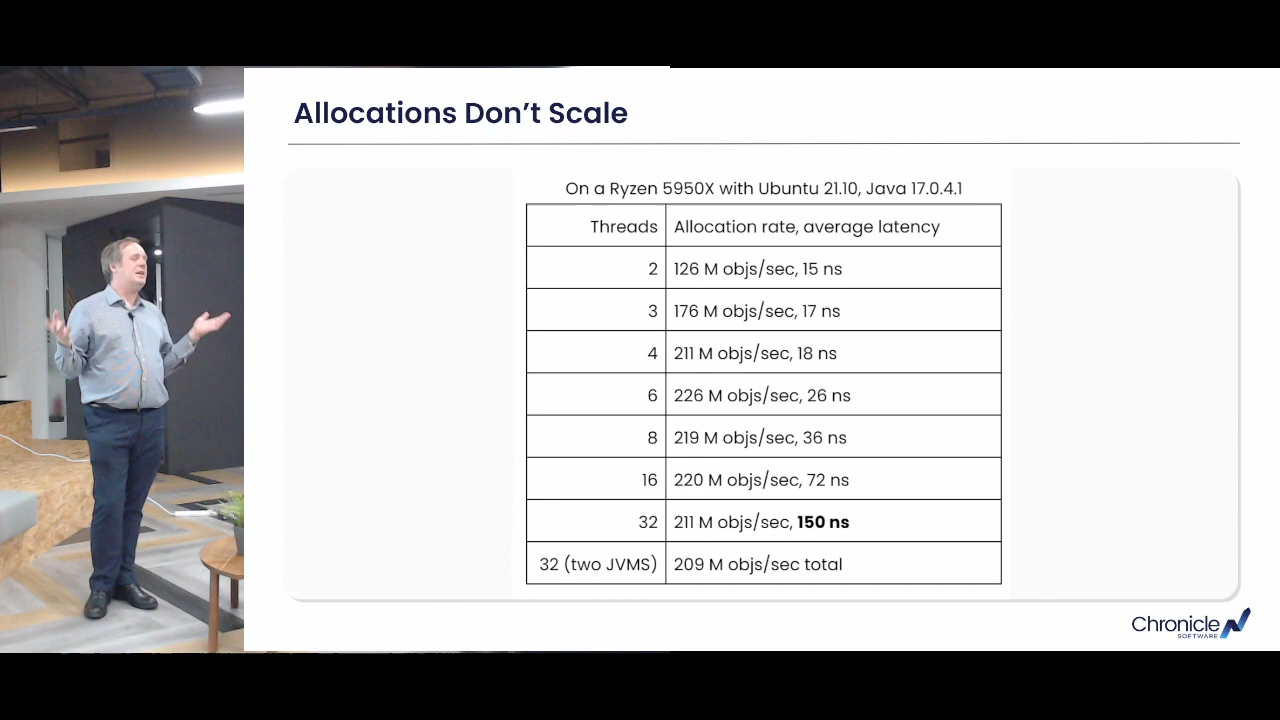 Allocations Don’t Scale
On a Ryzen 5950X with Ubuntu 21.10, Java 17.0.4.1
Threads Allocation rate, average latency
2 126 M objs/sec, 15 ns
3 176 M objs/sec, 17 ns
4 211 M objs/sec, 18 ns
6 226 M objs/sec, 26 ns
8 219 M objs/sec, 36 ns
16 220 M objs/sec, 72 ns
32 211 M objs/sec, 150 ns
32 (two JVMS) 209 M objs/sec total
Chronicle
SOFTWARE